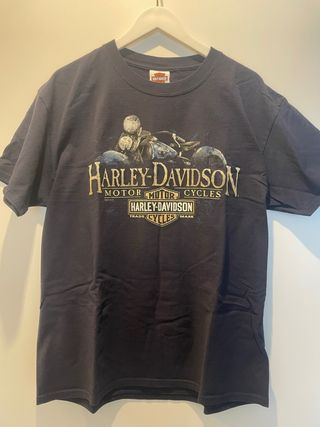 HARLEY-DAVIDSON
MOTOR CYCLES
MOTOR
HARLEY-DAVIDSON
CYCLES
TRADE MARK